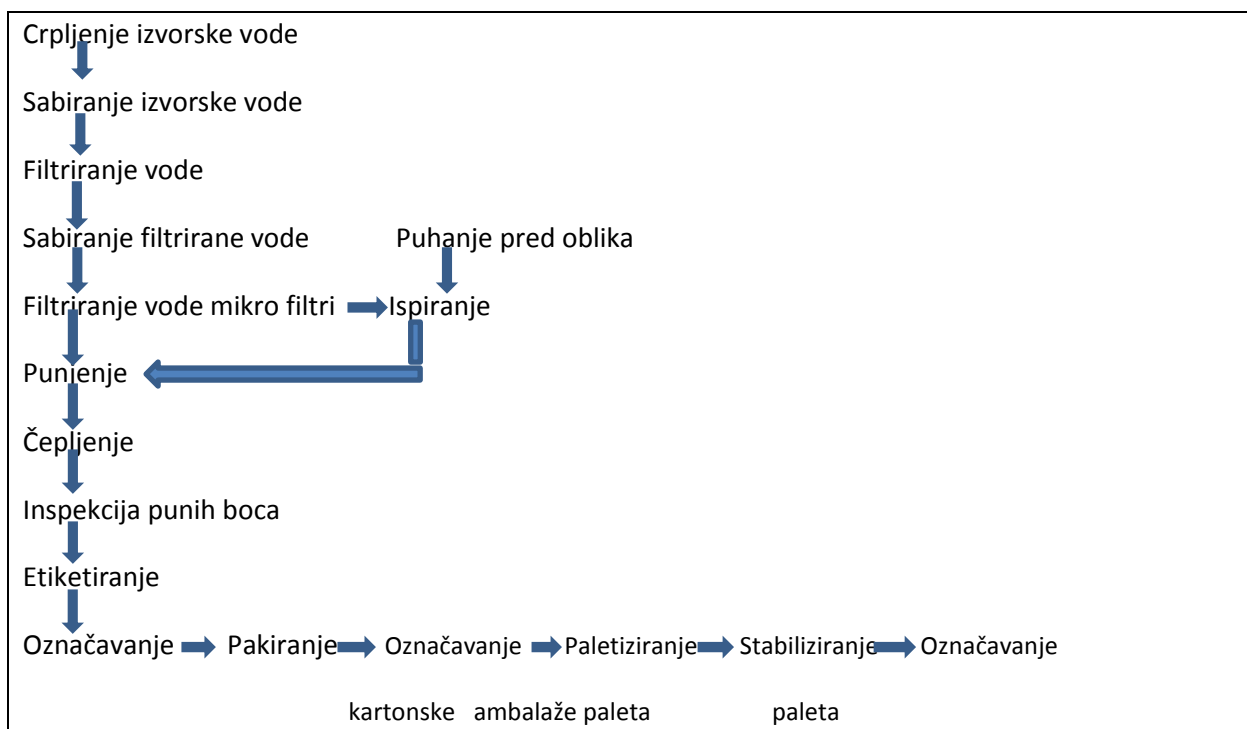 Crpljenje izvorske vode
Sabiranje izvorske vode
Filtriranje vode
Sabiranje filtrirane vode Puhanje pred oblika
Filtriranje vode mikro filtri Ispiranje
Punjenje
Čepljenje
Inspekcija punih boca
Etiketiranje
Označavanje Pakiranje Označavanje Paletiziranje Stabiliziranje Označavanje
kartonske ambalaže paleta paleta